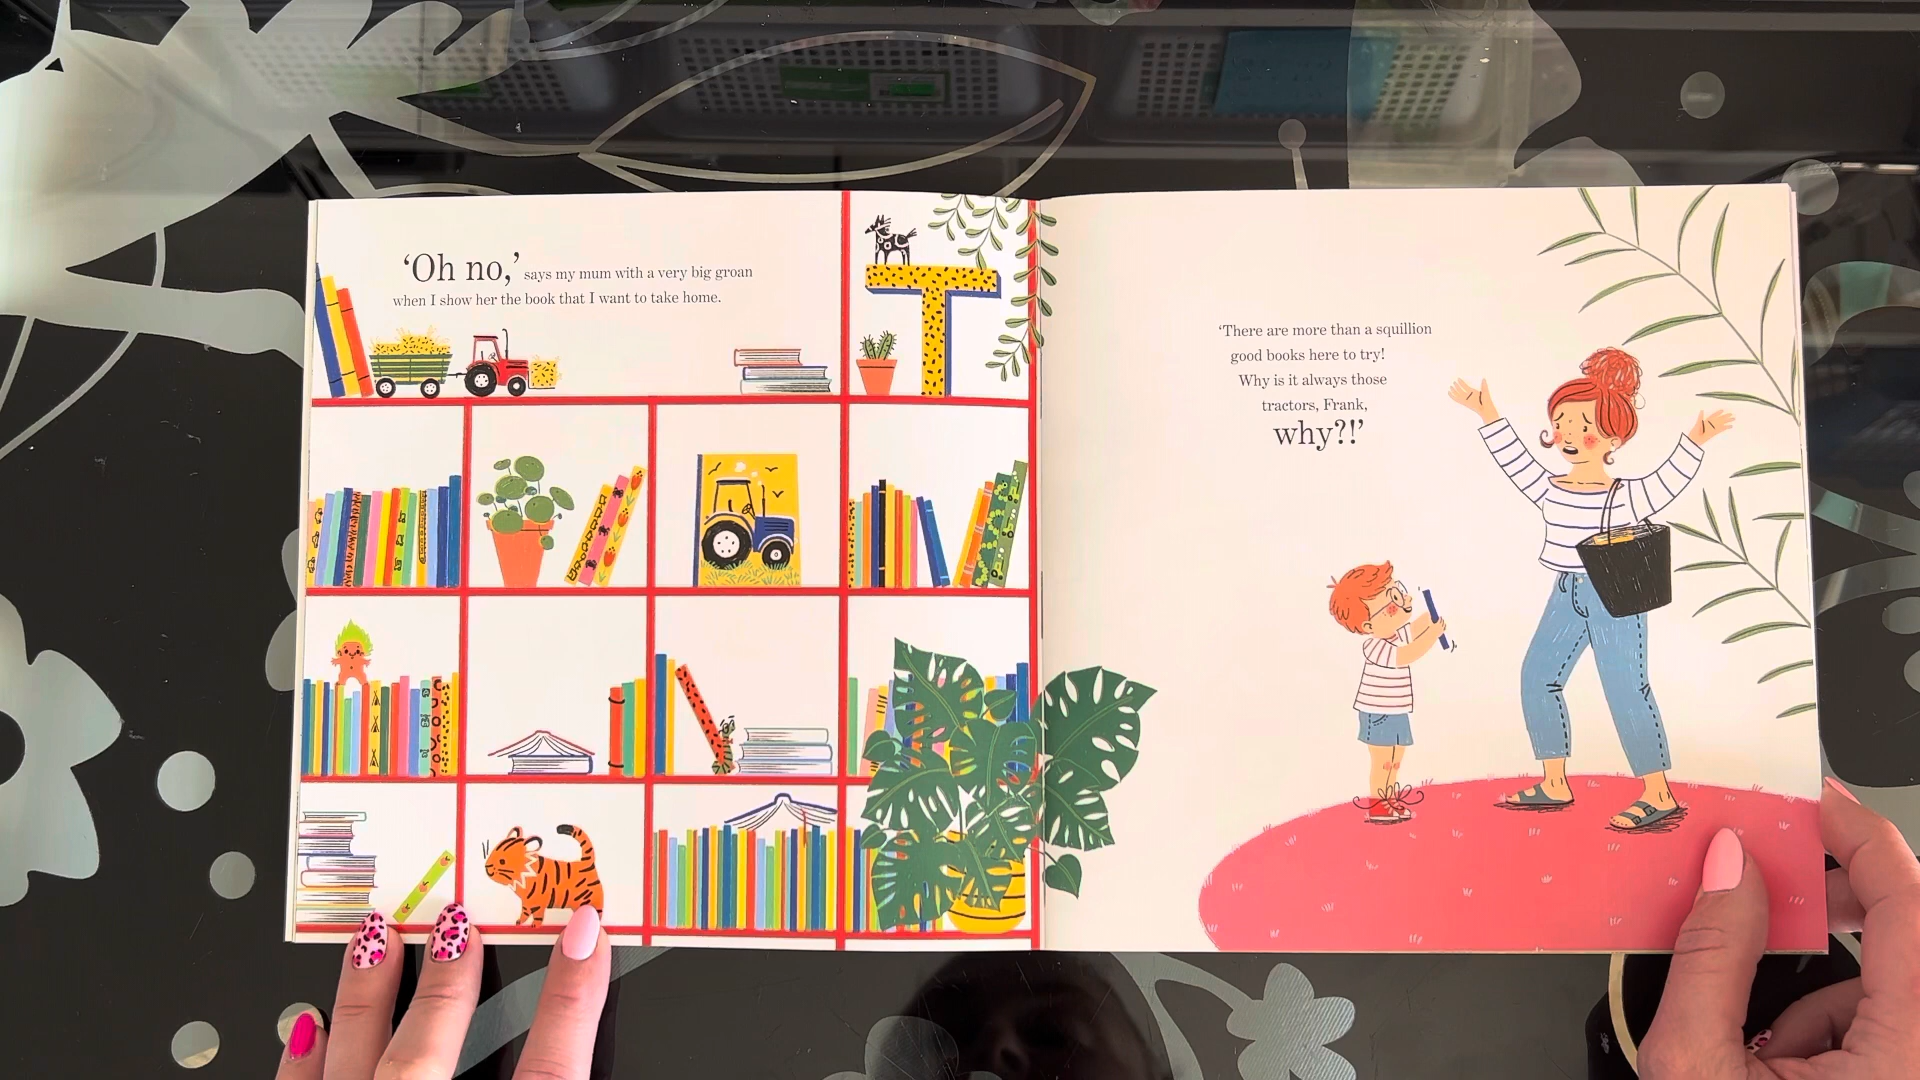 ‘Oh no,’ says my mum with a very big groan
when I show her the book that I want to take home.
T
‘There are more than a squillion
good books here to try!
Why is it always those
tractors, Frank,
why?!’